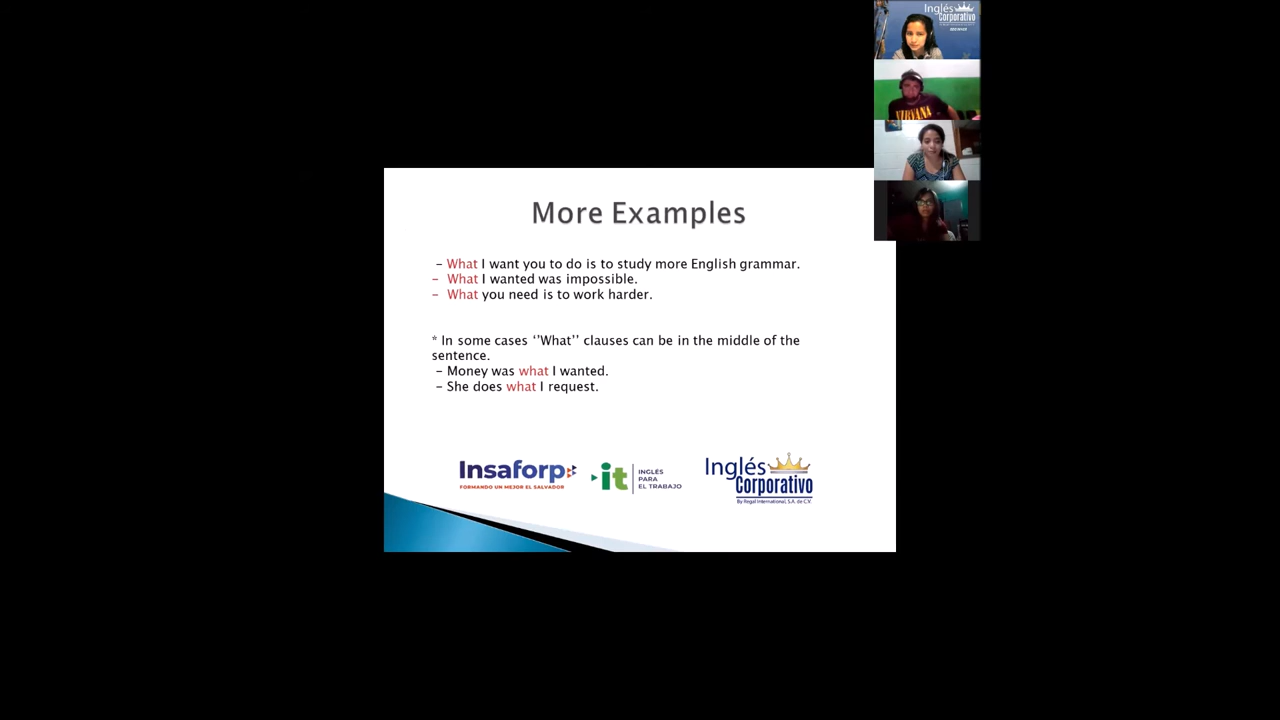 Inglés
Corporativo
NIRVANA
More Examples
– What I want you to do is to study more English grammar.
– What I wanted was impossible.
– What you need is to work harder.
* In some cases ‘’What’’ clauses can be in the middle of the
sentence.
– Money was what I wanted.
– She does what I request.
Insaforp
FORMANDO UN MEJOR EL SALVADOR
it
INGLÉS
PARA
EL TRABAJO
Inglés
Corporativo
By Regal International, S.A. de C.V.